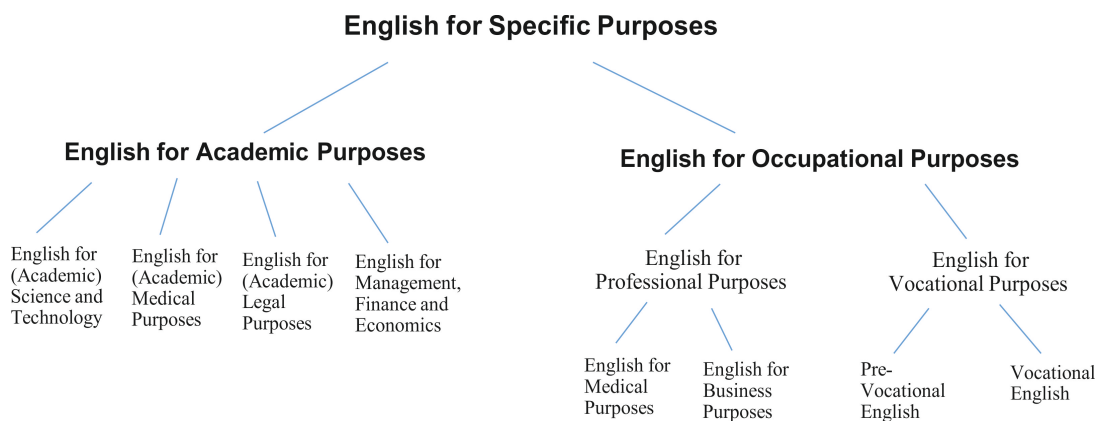 English for Specific Purposes
English for Academic Purposes
English for Occupational Purposes
English for
(Academic)
Science and
Technology
English for
(Academic)
Medical
Purposes
English for
(Academic)
Legal
Purposes
English for
Management,
Finance and
Economics
English for
Professional Purposes
English for
Vocational Purposes
English for
Medical
Purposes
English for
Business
Purposes
Pre-
Vocational
English
Vocational
English